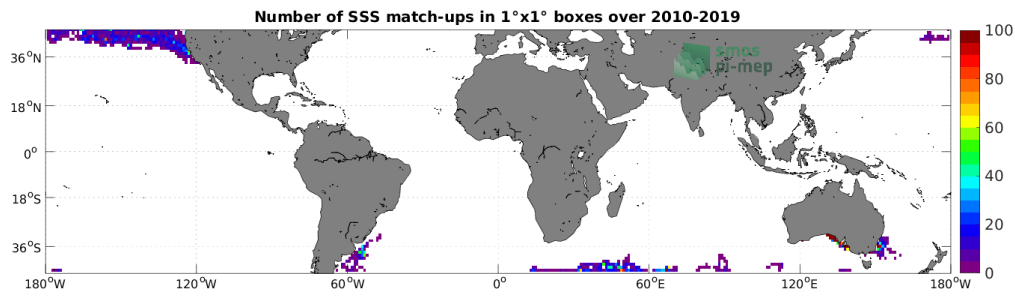 Number of SSS match-ups in 1°x1° boxes over 2010-2019
smos
pi-mep
36°N
18°N
0°
18°S
36°S
180°W 120°W 60°W 0° 60°E 120°E 180°W
100
80
60
40
20
0